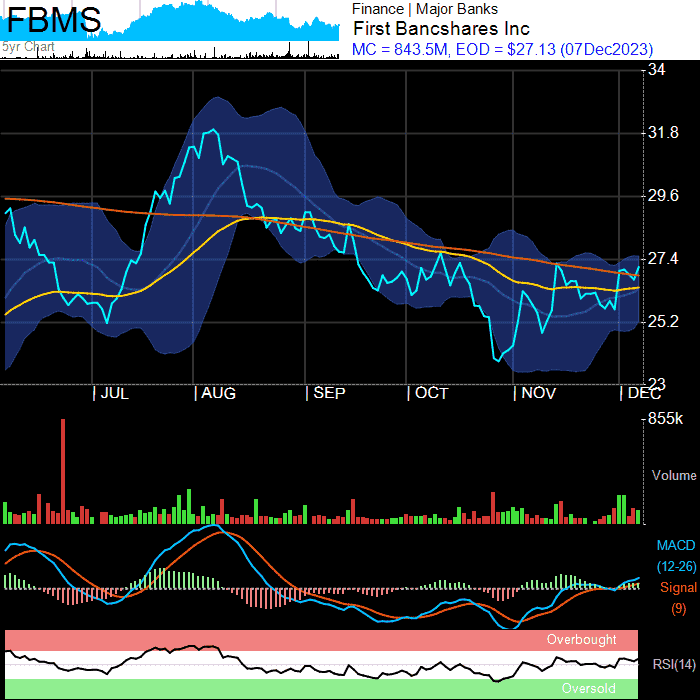 FBMS
5yr Chart
Finance | Major Banks
First Bancshares Inc
MC = 843.5M, EOD = $27.13 (07Dec2023)
34
31.8
29.6
27.4
25.2
23
| JUL | AUG | SEP | OCT | NOV | DEC
855k
Volume
MACD
(12-26)
Signal
(9)
Overbought
RSI(14)
Oversold